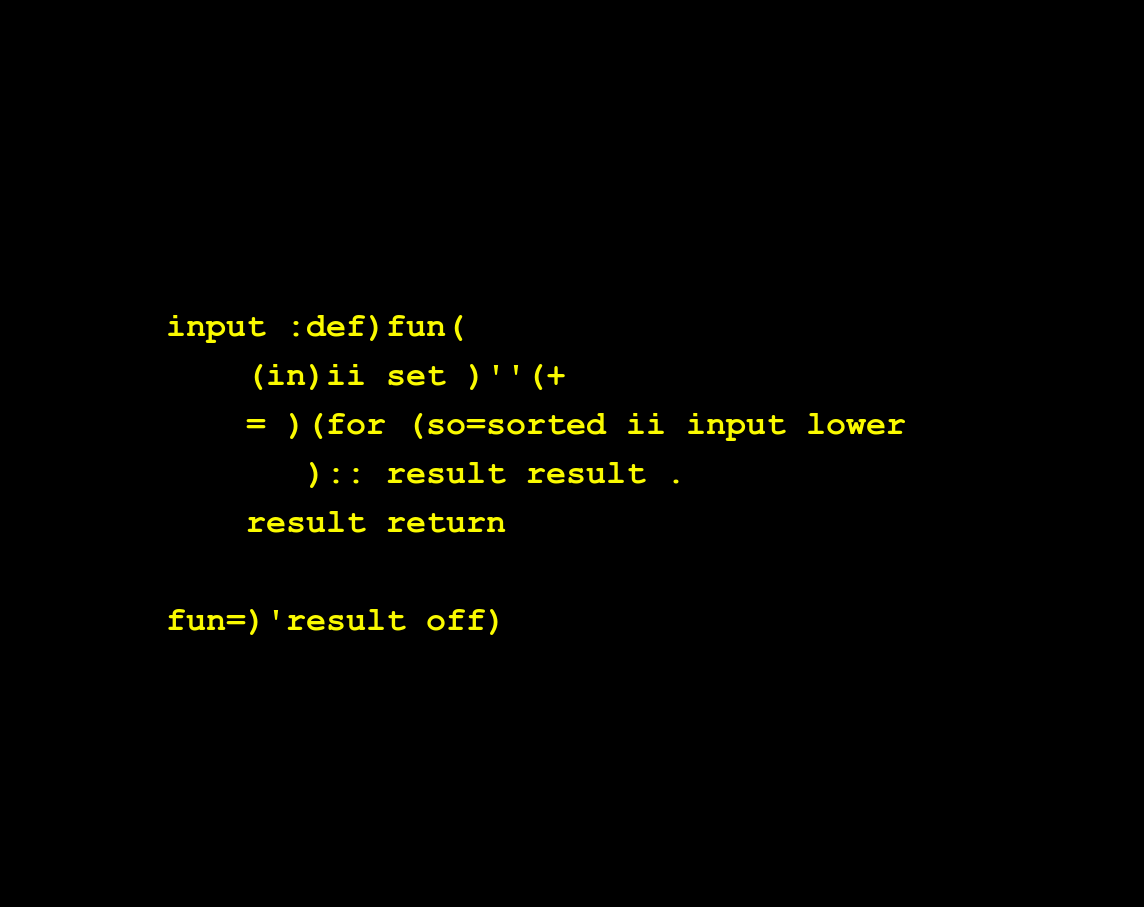 input :def)fun(
(in)ii set )''(+
= )(for (so=sorted ii input lower
):: result result .
result return
fun=)'result off)